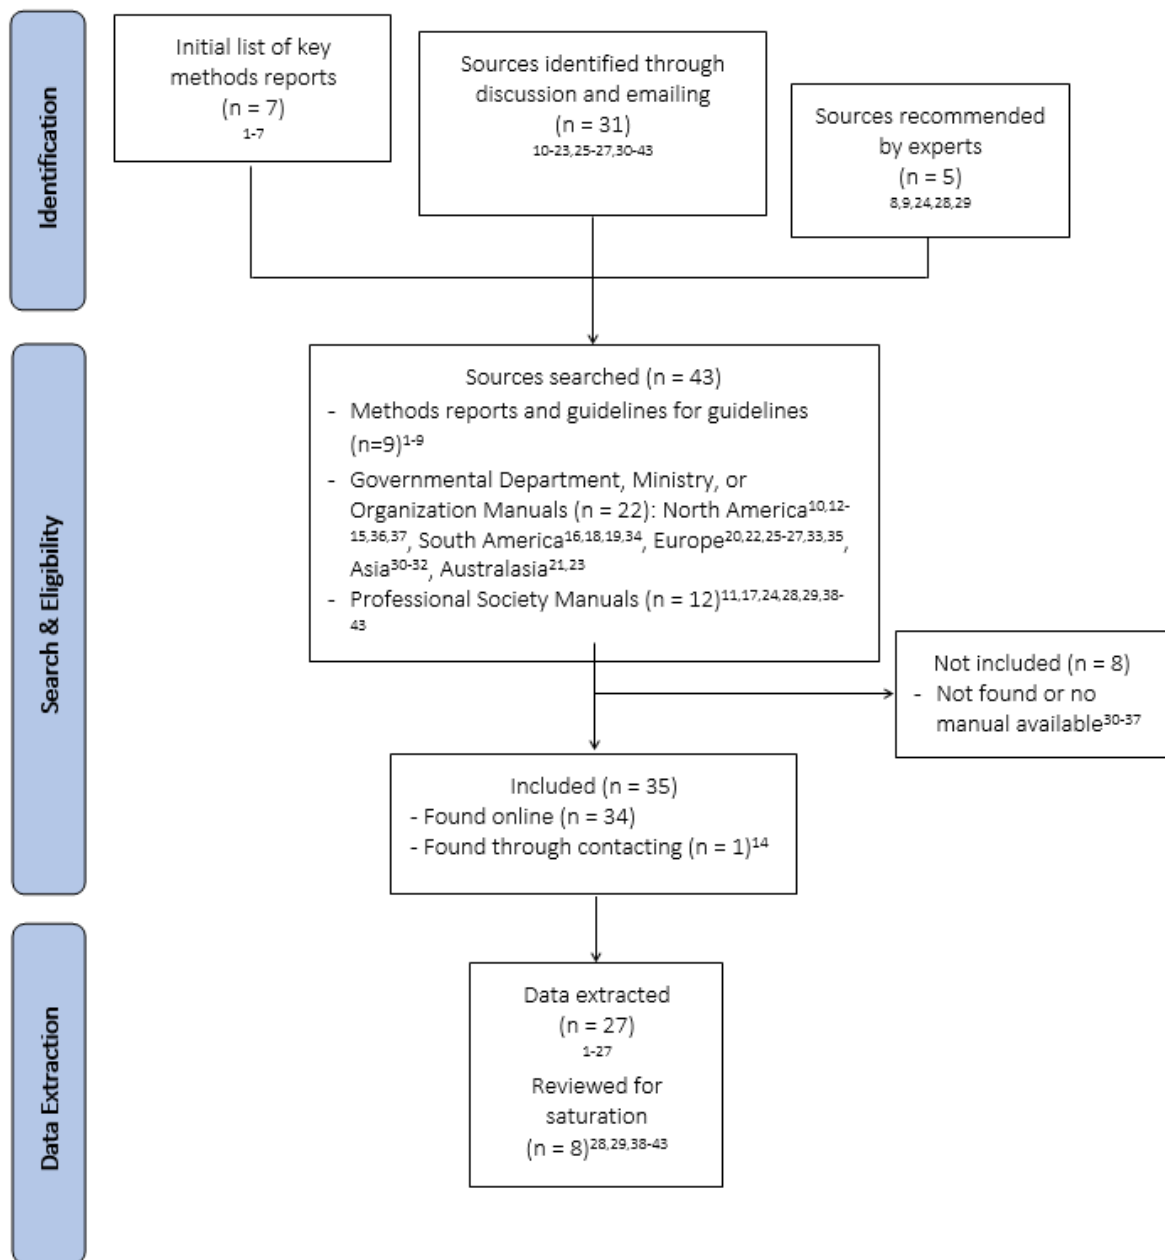 Identification
Initial list of key
methods reports
(n = 7)
1-7
Sources identified through
discussion and emailing
(n = 31)
10-23,25-27,30-43
Sources recommended
by experts
(n = 5)
8,9,24,28,29
Search & Eligibility
Sources searched (n = 43)
- Methods reports and guidelines for guidelines
(n=9)1-9
- Governmental Department, Ministry, or
Organization Manuals (n = 22): North America10,12-
15,36,37, South America16,18,19,34, Europe20,22,25-27,33,35,
Asia30-32, Australasia21,23
- Professional Society Manuals (n = 12)11,17,24,28,29,38-
43
Not included (n = 8)
- Not found or no
manual available30-37
Included (n = 35)
- Found online (n = 34)
- Found through contacting (n = 1)14
Data Extraction
Data extracted
(n = 27)
1-27
Reviewed for
saturation
(n = 8)28,29,38-43